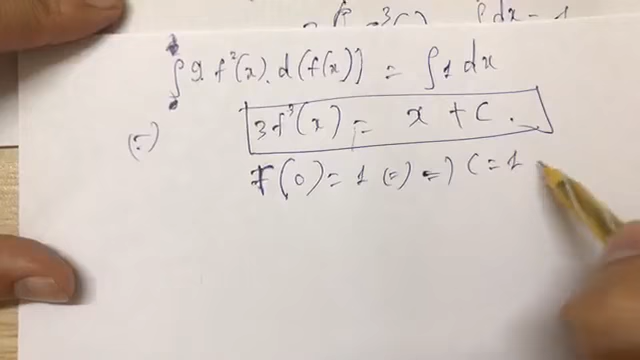 ∫ 9 f²(x). d(f(x)) = ∫ 1 dx
(=) 3f³(x) = x + C.
f(0) = 1 (=) =) C = 1